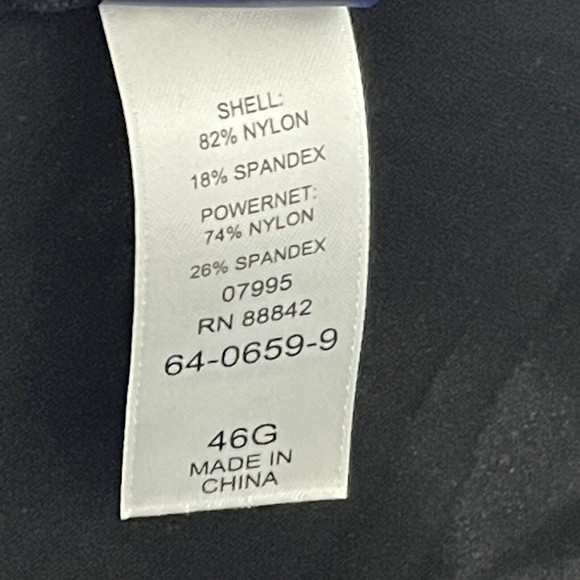 SHELL:
82% NYLON
18% SPANDEX
POWERNET:
74% NYLON
26% SPANDEX
07995
RN 88842
64-0659-9
46G
MADE IN
CHINA